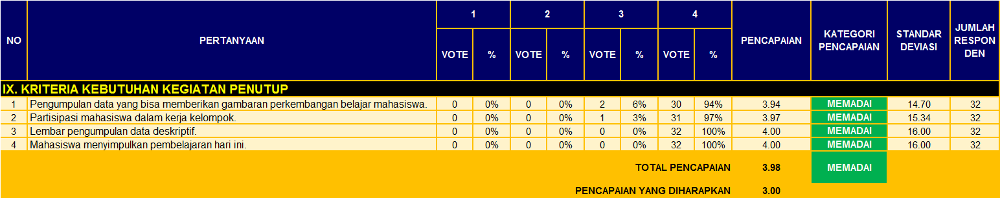 NO PERTANYAAN 1 2 3 4 PENCAPAIAN KATEGORI PENCAPAIAN STANDAR DEVIASI JUMLAH RESPON DEN
VOTE % VOTE % VOTE % VOTE %
IX. KRITERIA KEBUTUHAN KEGIATAN PENUTUP
1 Pengumpulan data yang bisa memberikan gambaran perkembangan belajar mahasiswa. 0 0% 0 0% 2 6% 30 94% 3.94 MEMADAI 14.70 32
2 Partisipasi mahasiswa dalam kerja kelompok. 0 0% 0 0% 1 3% 31 97% 3.97 MEMADAI 15.34 32
3 Lembar pengumpulan data deskriptif. 0 0% 0 0% 0 0% 32 100% 4.00 MEMADAI 16.00 32
4 Mahasiswa menyimpulkan pembelajaran hari ini. 0 0% 0 0% 0 0% 32 100% 4.00 MEMADAI 16.00 32
TOTAL PENCAPAIAN 3.98 MEMADAI
PENCAPAIAN YANG DIHARAPKAN 3.00